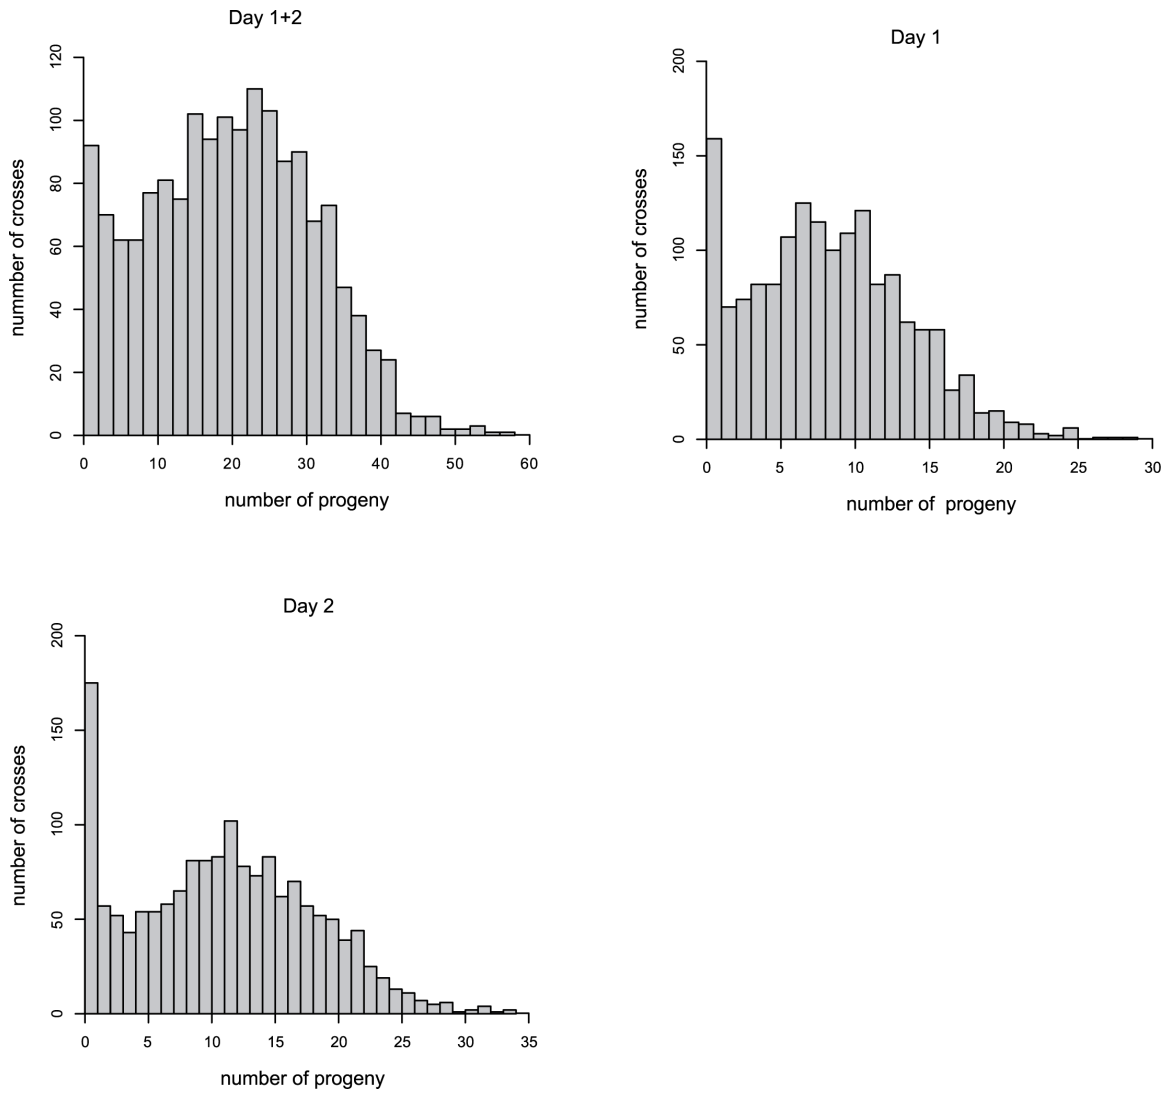 Day 1+2
nummber of crosses
120
100
80
60
40
20
0
0 10 20 30 40 50 60
number of progeny
Day 1
number of crosses
200
150
100
50
0
0 5 10 15 20 25 30
number of progeny
Day 2
number of crosses
200
150
100
50
0
0 5 10 15 20 25 30 35
number of progeny